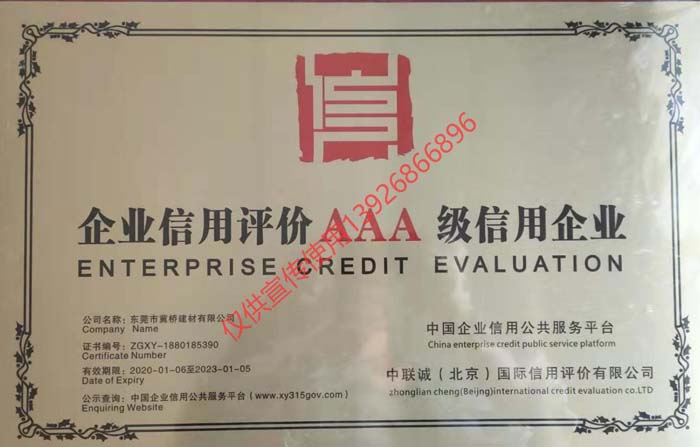 信
企业信用评价AAA级信用企业
ENTERPRISE CREDIT EVALUATION
公司名称：东莞市冀桥建材有限公司
Company Name
证书编号：ZGXY-1880185390
Certificate Number
有效期限：2020-01-06至2023-01-05
Date of Expiry
公示查询：中国企业信用公共服务平台（www.xy315gov.com）
Enquiring Website
中国企业信用公共服务平台
China enterprise credit public service platform
中联诚（北京）国际信用评价有限公司
zhonglian cheng(Beijng)international credit evaluation co.LTD
仅供宣传使用13926866896